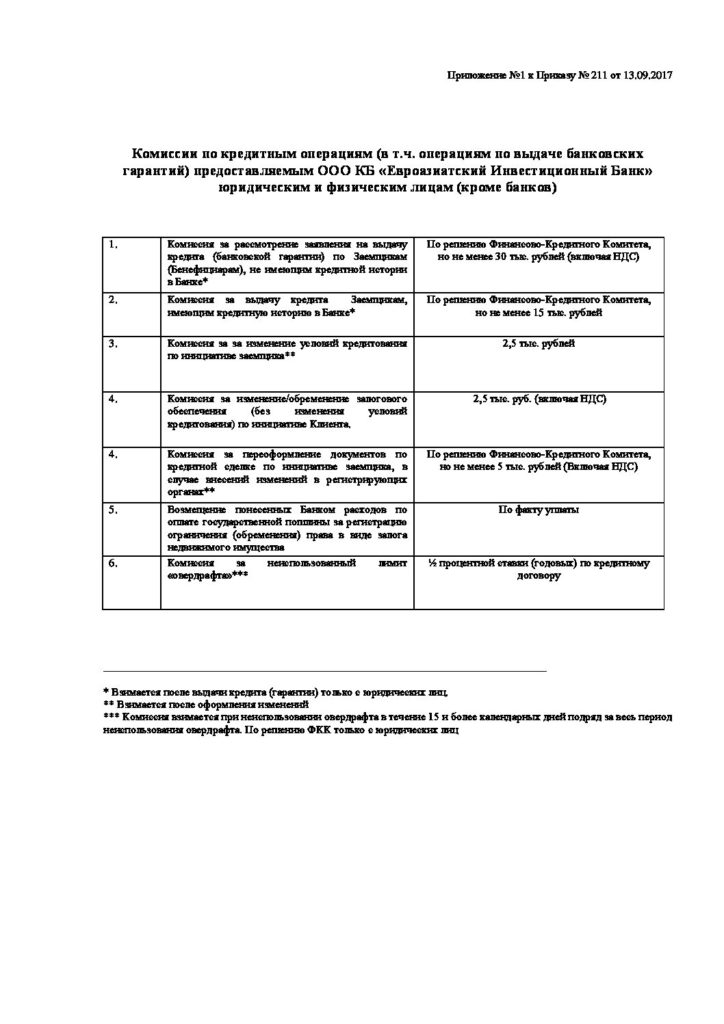 Приложение №1 к Приказу № 211 от 13.09.2017
Комиссии по кредитным операциям (в т.ч. операциям по выдаче банковских
гарантий) предоставляемым ООО КБ «Евроазиатский Инвестиционный Банк»
юридическим и физическим лицам (кроме банков)
1.
Комиссия за рассмотрение заявления на выдачу
кредита (банковской гарантии) по Заемщикам
(Бенефициарам), не имеющим кредитной истории
в Банке*
По решению Финансово-Кредитного Комитета,
но не менее 30 тыс. рублей (включая НДС)
2.
Комиссия за выдачу кредита Заемщикам,
имеющим кредитную историю в Банке*
По решению Финансово-Кредитного Комитета,
но не менее 15 тыс. рублей
3.
Комиссия за за изменение условий кредитования
по инициативе заемщика**
2,5 тыс. рублей
4.
Комиссия за изменение/обременение залогового
обеспечения (без изменения условий
кредитования) по инициативе Клиента.
2,5 тыс. руб. (включая НДС)
4.
Комиссия за переоформление документов по
кредитной сделке по инициативе заемщика, в
случае внесений изменений в регистрирующих
органах**
По решению Финансово-Кредитного Комитета,
но не менее 5 тыс. рублей (Включая НДС)
5.
Возмещение понесенных Банком расходов по
оплате государственной пошлины за регистрацию
ограничения (обременения) права в виде залога
недвижимого имущества
По факту уплаты
6.
Комиссия за неиспользованный лимит
«овердрафта»***
½ процентной ставки (годовых) по кредитному
договору
* Взимается после выдачи кредита (гарантии) только с юридических лиц.
** Взимается после оформления изменений
*** Комиссия взимается при неиспользовании овердрафта в течение 15 и более календарных дней подряд за весь период
неиспользования овердрафта. По решению ФКК только с юридических лиц